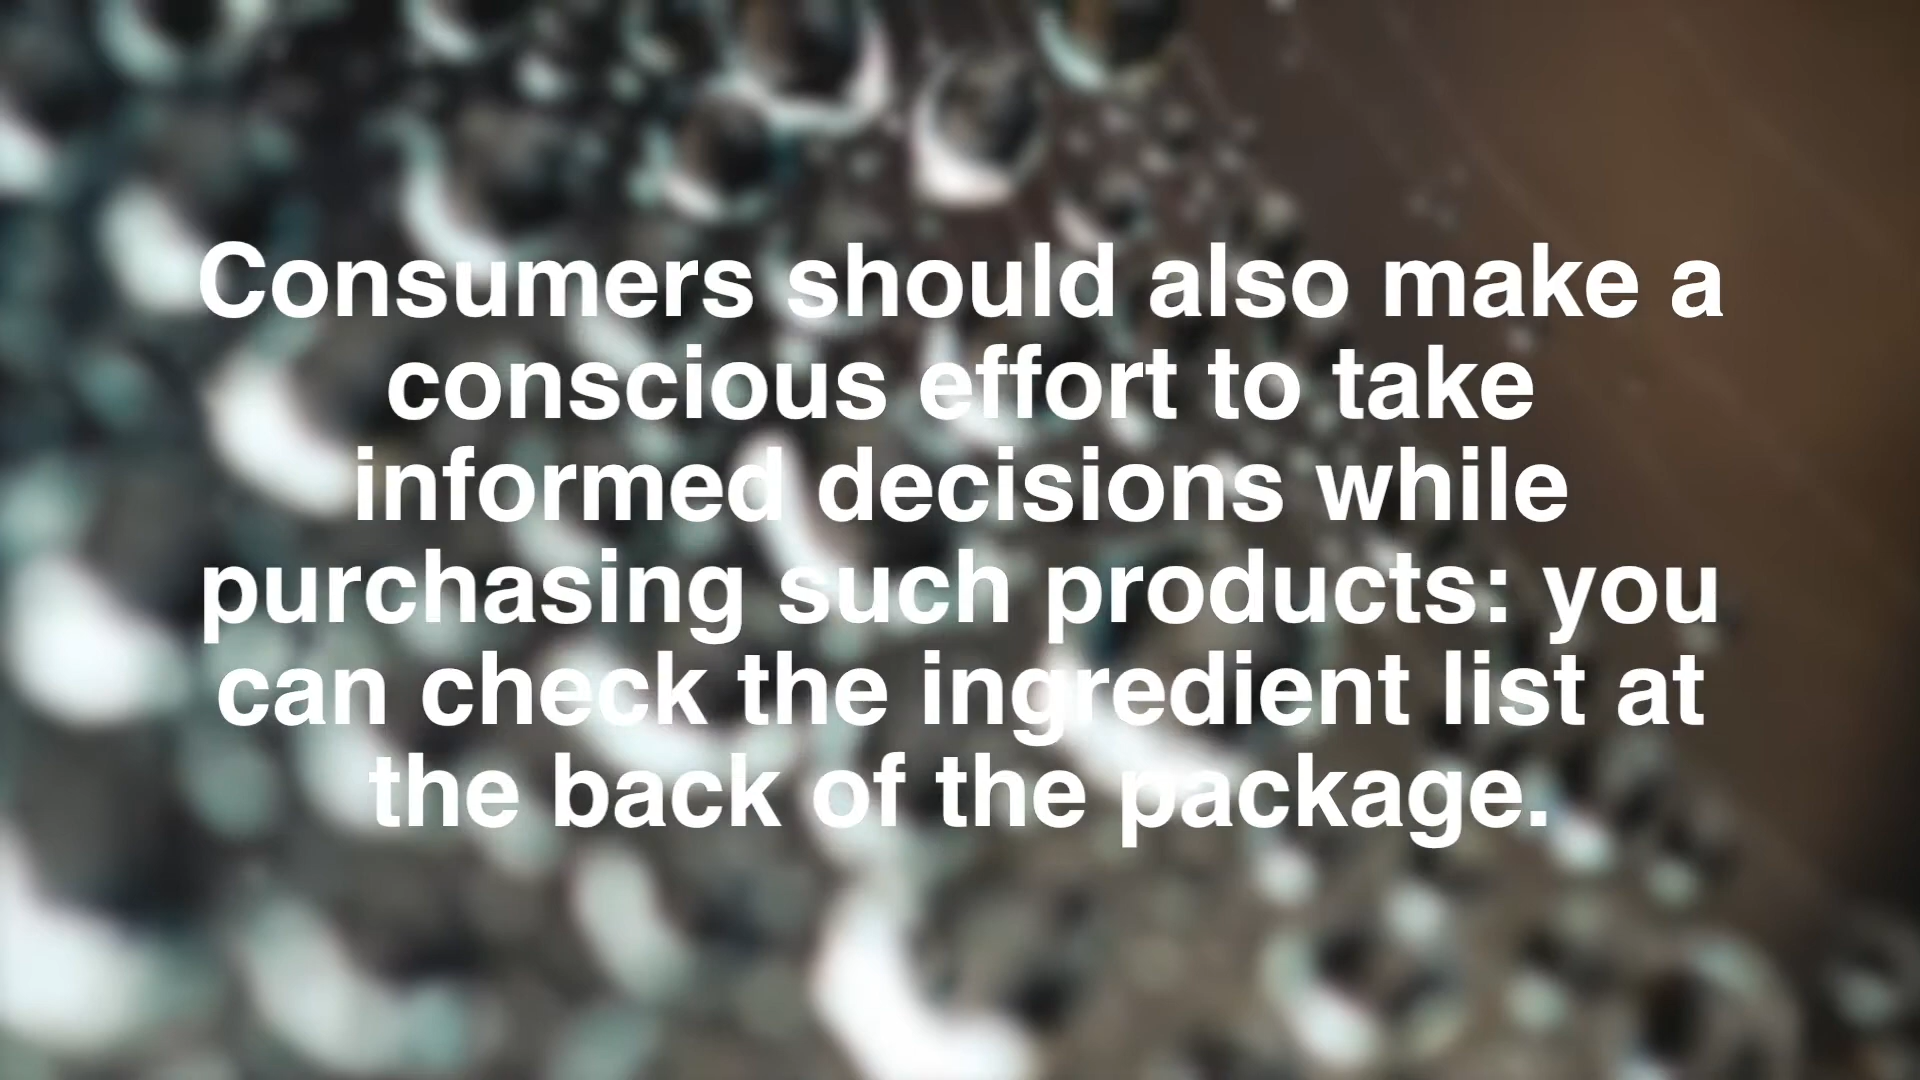 Consumers should also make a
conscious effort to take
informed decisions while
purchasing such products: you
can check the ingredient list at
the back of the package.